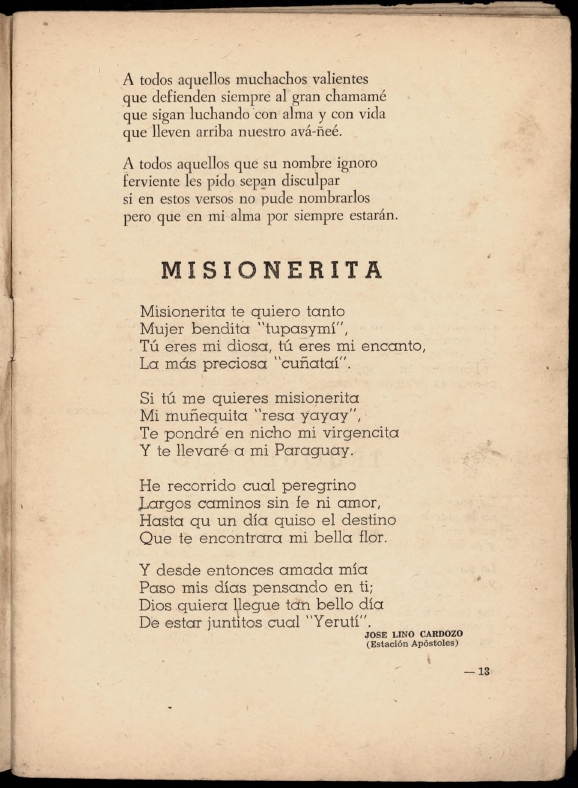 A todos aquellos muchachos valientes
que defienden siempre al gran chamamé
que sigan luchando con alma y con vida
que lleven arriba nuestro avá-ñeé.
A todos aquellos que su nombre ignoro
ferviente les pido sepan disculpar
si en estos versos no pude nombrarlos
pero que en mi alma por siempre estarán.
MISIONERITA
Misionerita te quiero tanto
Mujer bendita "tupasymí",
Tú eres mi diosa, tú eres mi encanto,
La más preciosa "cuñataí".
Si tú me quieres misionerita
Mi muñequita "resa yayay",
Te pondré en nicho mi virgencita
Y te llevaré a mi Paraguay.
He recorrido cual peregrino
Largos caminos sin fe ni amor,
Hasta qu un día quiso el destino
Que te encontrara mi bella flor.
Y desde entonces amada mía
Paso mis días pensando en ti;
Dios quiera llegue tan bello día
De estar juntitos cual "Yerutí".
JOSE LINO CARDOZO
(Estación Apóstoles)
— 13